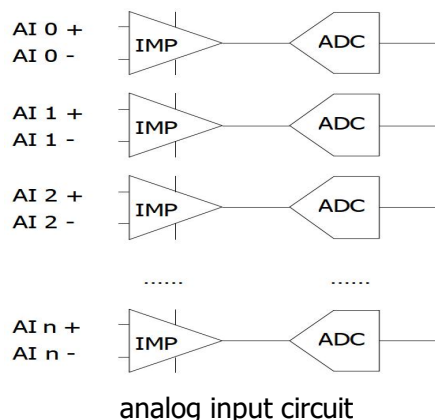 AI 0 +
AI 0 -
IMP
ADC
AI 1 +
AI 1 -
IMP
ADC
AI 2 +
AI 2 -
IMP
ADC
...... ......
AI n +
AI n -
IMP
ADC
analog input circuit